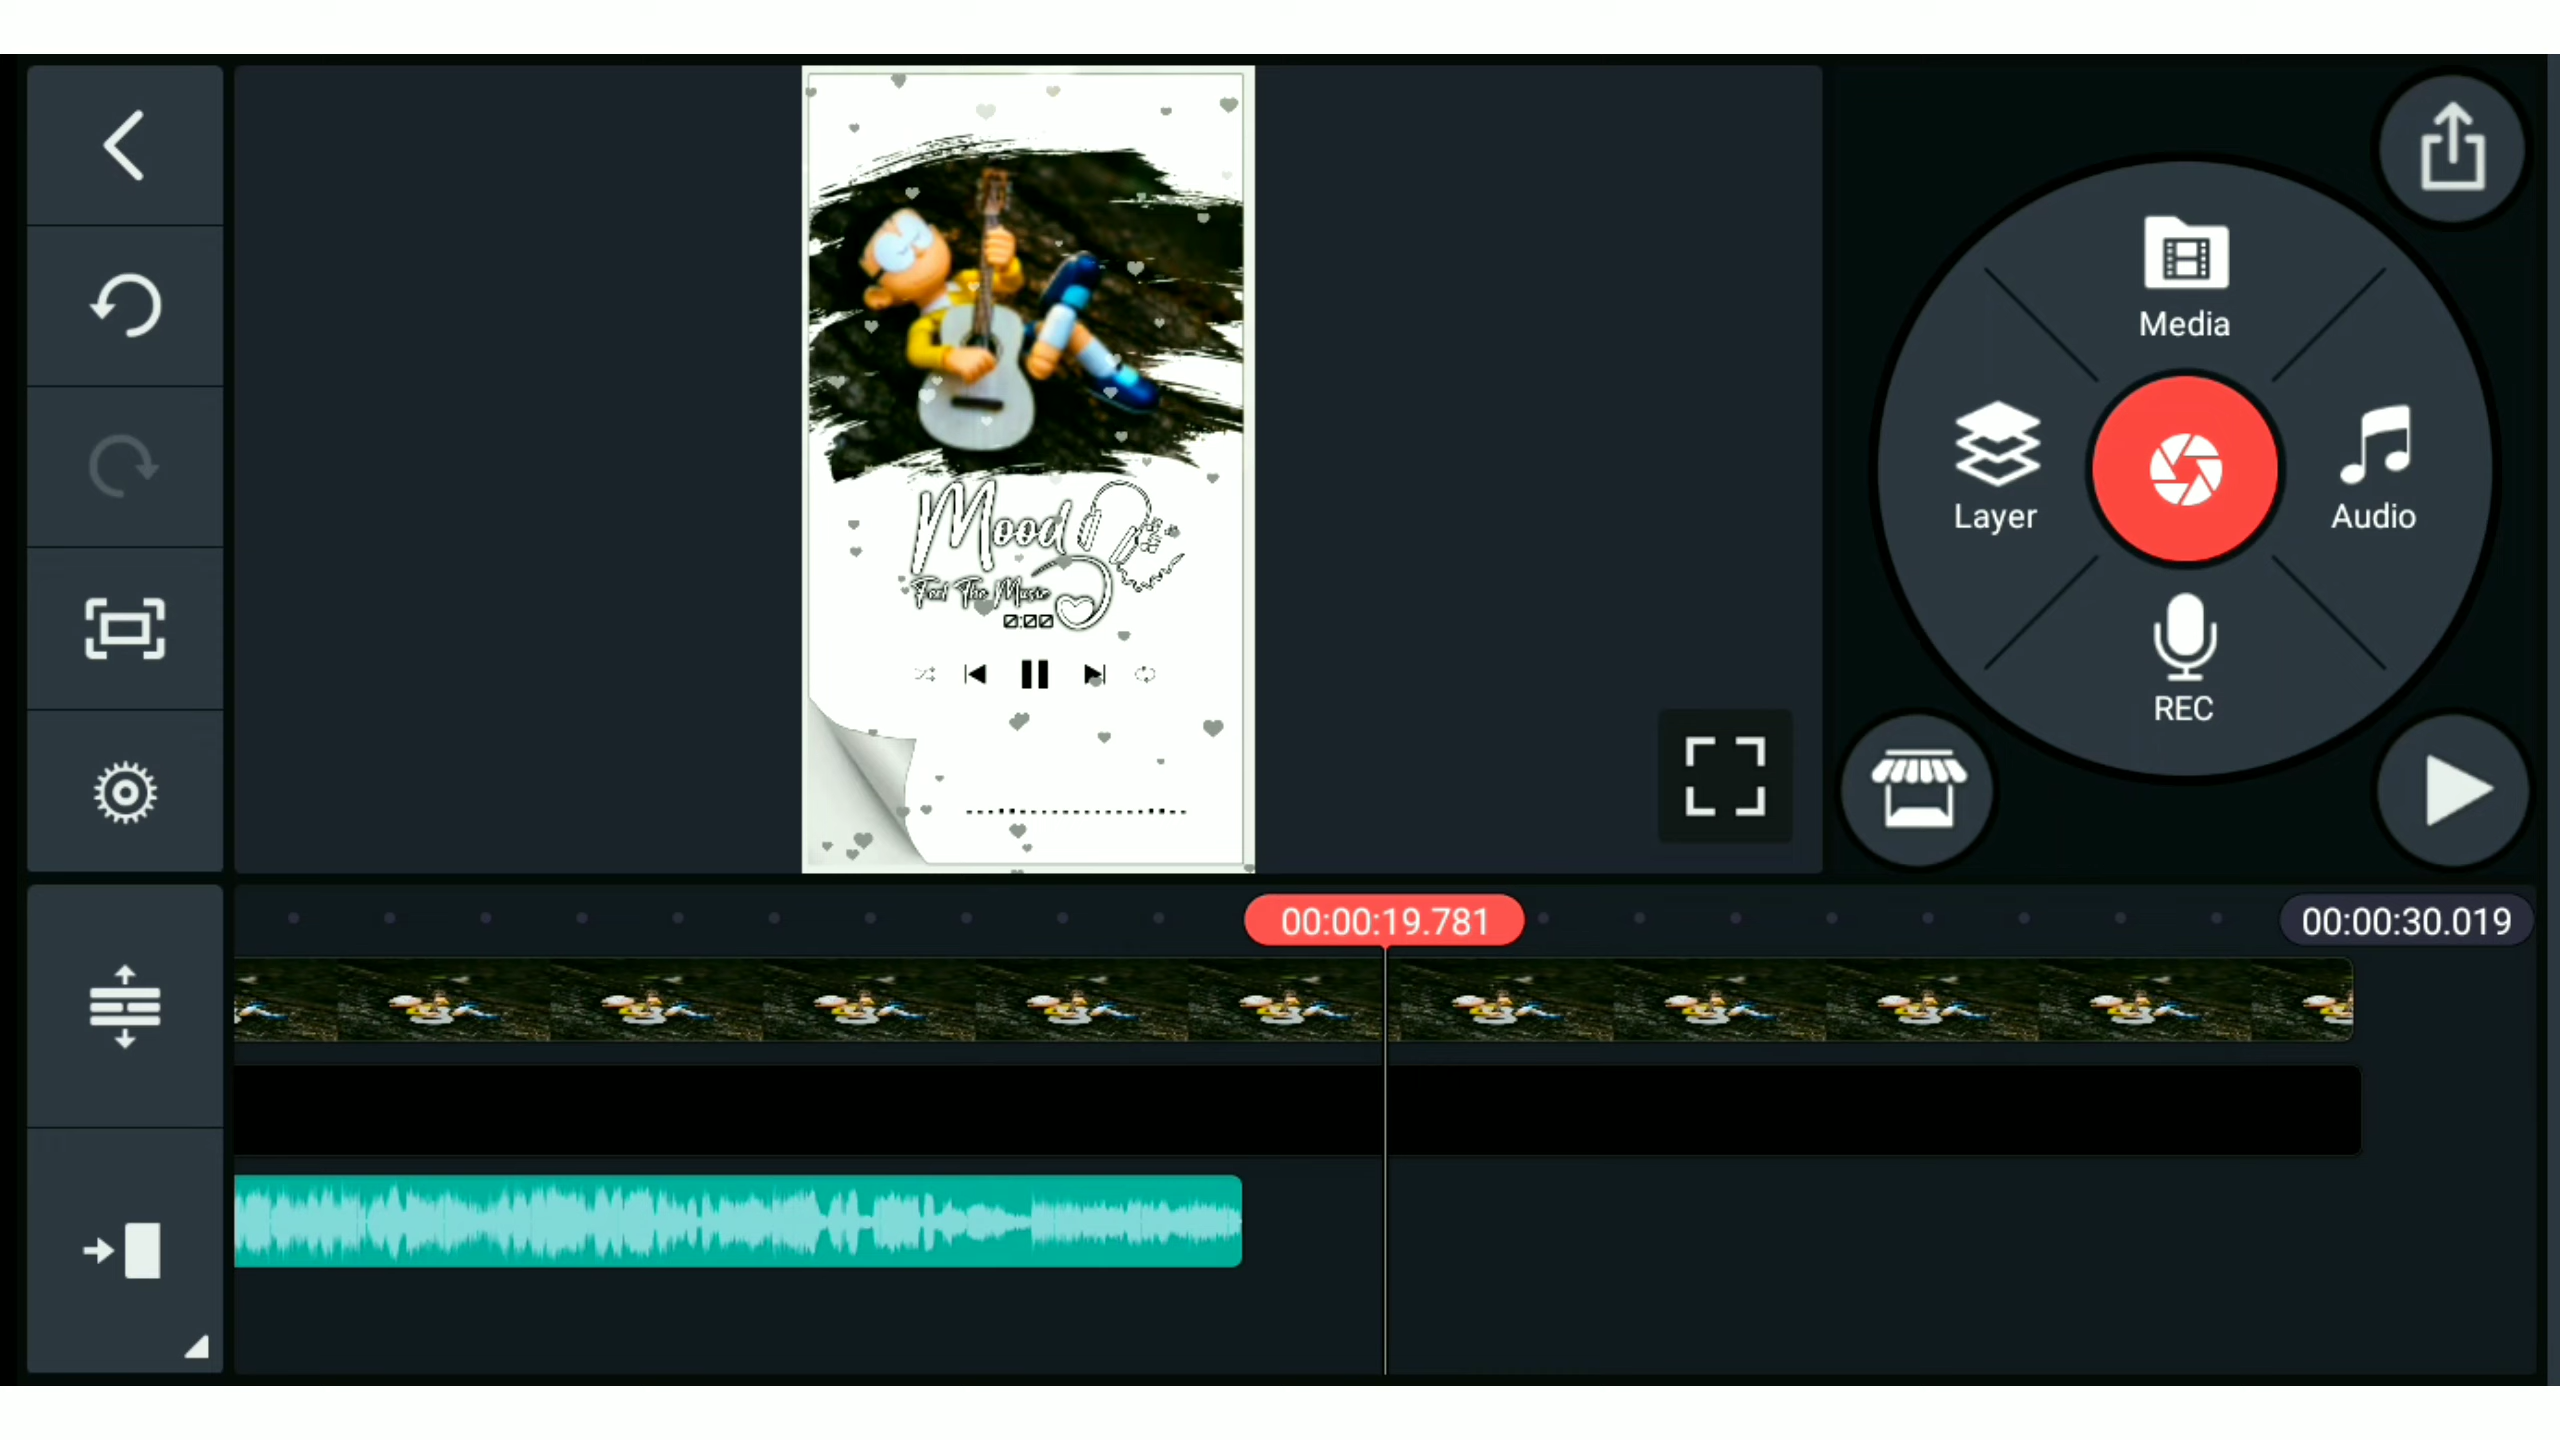 Media
Layer
Audio
REC
Mood
Feel The Music
0:00
00:00:19.781
00:00:30.019